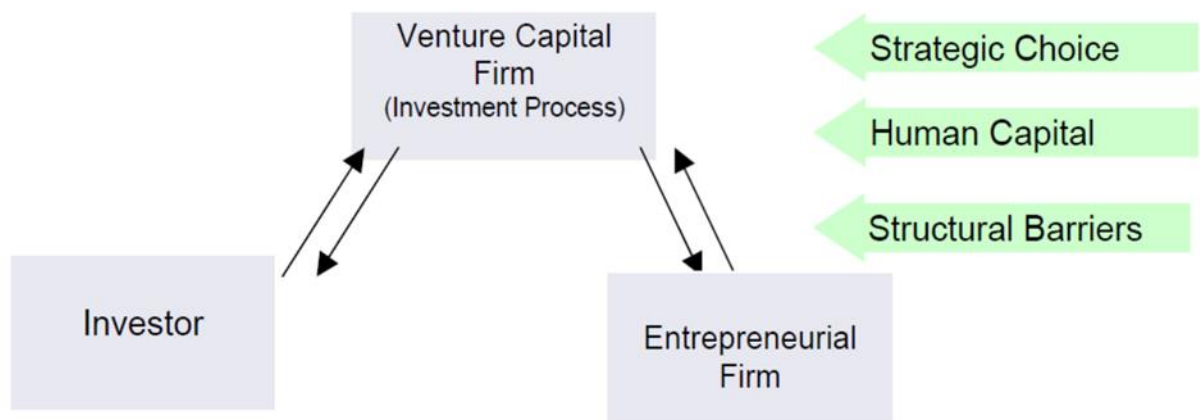 Venture Capital
Firm
(Investment Process)
Strategic Choice
Human Capital
Structural Barriers
Investor
Entrepreneurial
Firm